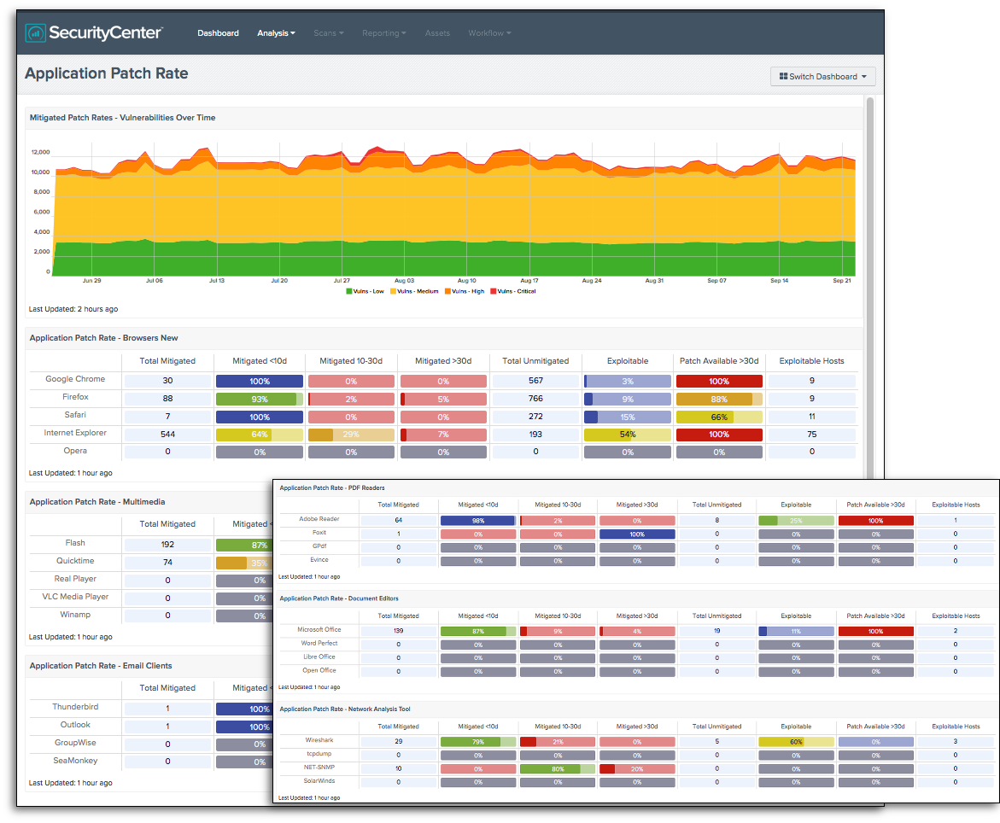 SecurityCenter™ Dashboard Analysis Scans Reporting Assets Workflow
Application Patch Rate
Switch Dashboard
Mitigated Patch Rates - Vulnerabilities Over Time
12,000
10,000
8,000
6,000
4,000
2,000
0
Jun 29 Jul 06 Jul 13 Jul 20 Jul 27 Aug 03 Aug 10 Aug 17 Aug 24 Aug 31 Sep 07 Sep 14 Sep 21
Vulns - Low Vulns - Medium Vulns - High Vulns - Critical
Last Updated: 2 hours ago
Application Patch Rate - Browsers New
Total Mitigated Mitigated <10d Mitigated 10-30d Mitigated >30d Total Unmitigated Exploitable Patch Available >30d Exploitable Hosts
Google Chrome 30 100% 0% 0% 567 3% 100% 9
Firefox 88 93% 2% 5% 766 9% 88% 9
Safari 7 100% 0% 0% 272 15% 66% 11
Internet Explorer 544 64% 29% 7% 193 54% 100% 75
Opera 0 0% 0% 0% 0 0% 0% 0
Last Updated: 1 hour ago
Application Patch Rate - Multimedia
Total Mitigated Mitigated <
Flash 192 87%
Quicktime 74 35%
Real Player 0 0%
VLC Media Player 0 0%
Winamp 0 0%
Last Updated: 1 hour ago
Application Patch Rate - Email Clients
Total Mitigated Mitigated <
Thunderbird 1 100%
Outlook 1 100%
GroupWise 0 0%
SeaMonkey 0 0%
Last Updated: 1 hour ago
Application Patch Rate - PDF Readers
Total Mitigated Mitigated <10d Mitigated 10-30d Mitigated >30d Total Unmitigated Exploitable Patch Available >30d Exploitable Hosts
Adobe Reader 64 98% 2% 0% 8 25% 100% 1
Foxit 1 0% 0% 100% 0 0% 0% 0
GPdf 0 0% 0% 0% 0 0% 0% 0
Evince 0 0% 0% 0% 0 0% 0% 0
Last Updated: 1 hour ago
Application Patch Rate - Document Editors
Total Mitigated Mitigated <10d Mitigated 10-30d Mitigated >30d Total Unmitigated Exploitable Patch Available >30d Exploitable Hosts
Microsoft Office 139 87% 9% 4% 19 11% 100% 2
Word Perfect 0 0% 0% 0% 0 0% 0% 0
Libre Office 0 0% 0% 0% 0 0% 0% 0
Open Office 0 0% 0% 0% 0 0% 0% 0
Last Updated: 1 hour ago
Application Patch Rate - Network Analysis Tool
Total Mitigated Mitigated <10d Mitigated 10-30d Mitigated >30d Total Unmitigated Exploitable Patch Available >30d Exploitable Hosts
Wireshark 29 79% 21% 0% 5 60% 0% 3
tcpdump 0 0% 0% 0% 0 0% 0% 0
NET-SNMP 10 0% 80% 20% 0 0% 0% 0
SolarWinds 0 0% 0% 0% 0 0% 0% 0
Last Updated: 1 hour ago